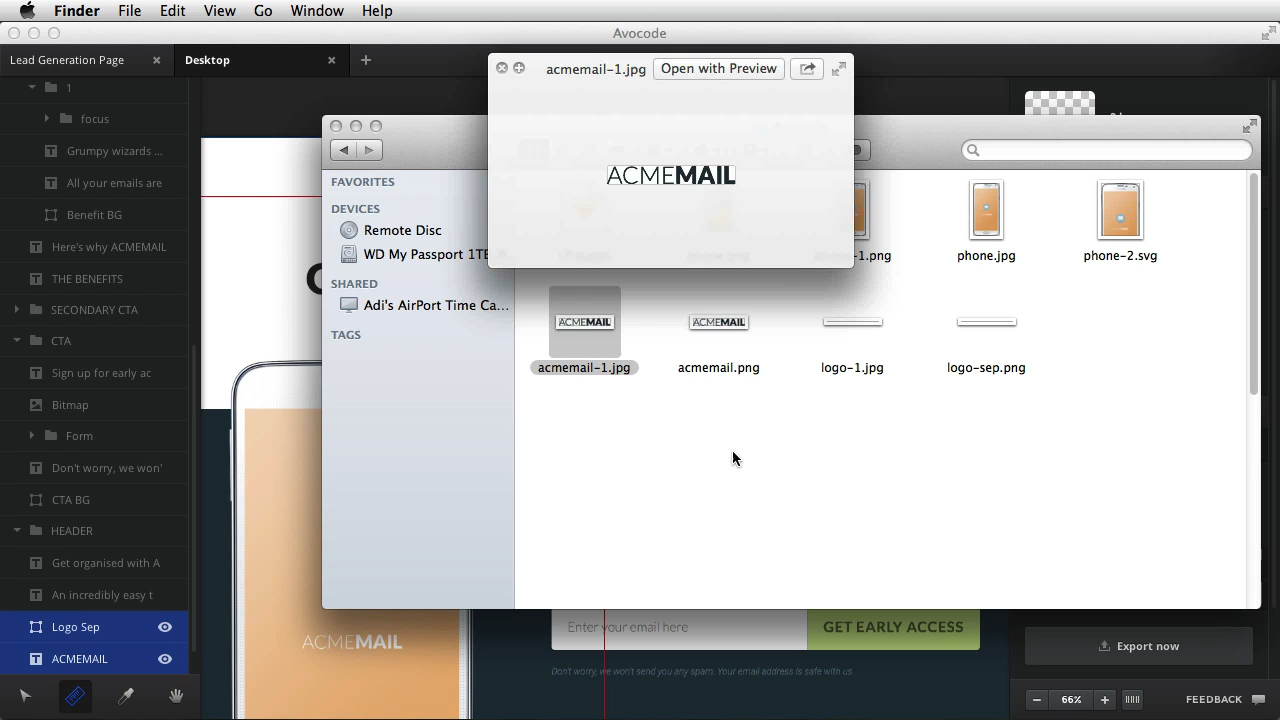 Finder File Edit View Go Window Help
Avocode
Lead Generation Page
Desktop
1
focus
Grumpy wizards ...
All your emails are
Benefit BG
Here's why ACMEMAIL
THE BENEFITS
SECONDARY CTA
CTA
Sign up for early ac
Bitmap
Form
Don't worry, we won'
CTA BG
HEADER
Get organised with A
An incredibly easy t
Logo Sep
ACMEMAIL
acmemail-1.jpg
Open with Preview
ACMEMAIL
FAVORITES
DEVICES
Remote Disc
WD My Passport 1TE
SHARED
Adi's AirPort Time Ca...
TAGS
-1.png
phone.jpg
phone-2.svg
ACMEMAIL
ACMEMAIL
acmemail-1.jpg
acmemail.png
logo-1.jpg
logo-sep.png
ACMEMAIL
Enter your email here
GET EARLY ACCESS
Don't worry, we won't send you any spam. Your email address is safe with us.
Export now
66%
FEEDBACK